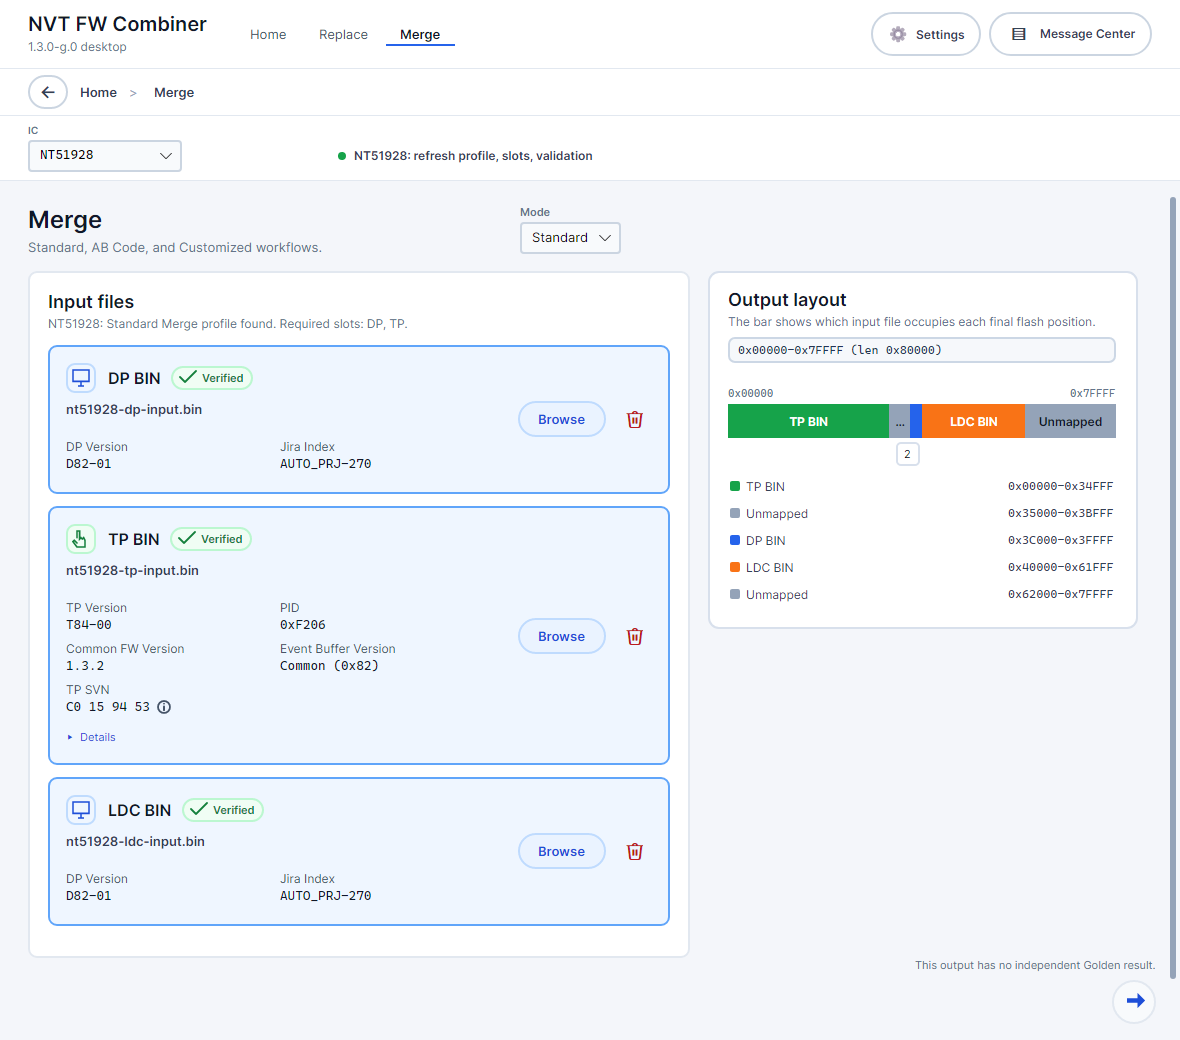 NVT FW Combiner
1.3.0-g.0 desktop
Home
Replace
Merge
Settings
Message Center
Home > Merge
IC
NT51928
NT51928: refresh profile, slots, validation
Merge
Standard, AB Code, and Customized workflows.
Mode
Standard
Input files
NT51928: Standard Merge profile found. Required slots: DP, TP.
DP BIN Verified
nt51928-dp-input.bin
Browse
DP Version Jira Index
D82-01 AUTO_PRJ-270
TP BIN Verified
nt51928-tp-input.bin
TP Version PID
T84-00 0xF206
Browse
Common FW Version Event Buffer Version
1.3.2 Common (0x82)
TP SVN
C0 15 94 53
Details
LDC BIN Verified
nt51928-ldc-input.bin
Browse
DP Version Jira Index
D82-01 AUTO_PRJ-270
Output layout
The bar shows which input file occupies each final flash position.
0x00000-0x7FFFF (len 0x80000)
0x00000 0x7FFFF
TP BIN ... LDC BIN Unmapped
2
TP BIN 0x00000-0x34FFF
Unmapped 0x35000-0x3BFFF
DP BIN 0x3C000-0x3FFFF
LDC BIN 0x40000-0x61FFF
Unmapped 0x62000-0x7FFFF
This output has no independent Golden result.